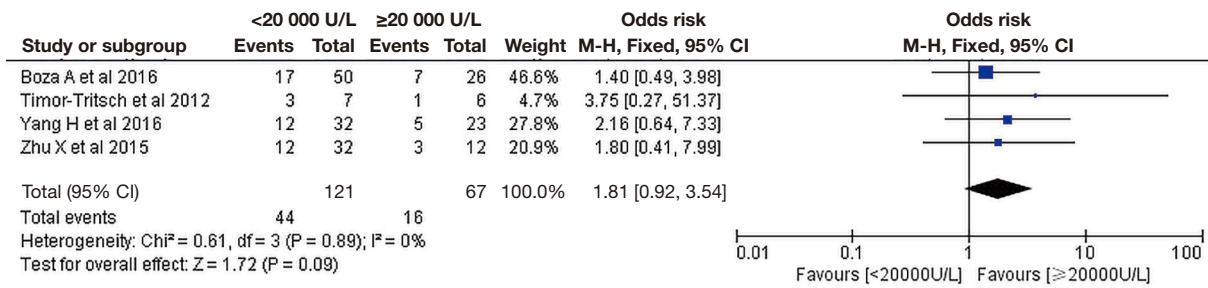 <20 000 U/L ≥20 000 U/L Odds risk Odds risk
Study or subgroup Events Total Events Total Weight M-H, Fixed, 95% CI M-H, Fixed, 95% CI
Boza A et al 2016 17 50 7 26 46.6% 1.40 [0.49, 3.98]
Timor-Tritsch et al 2012 3 7 1 6 4.7% 3.75 [0.27, 51.37]
Yang H et al 2016 12 32 5 23 27.8% 2.16 [0.64, 7.33]
Zhu X et al 2015 12 32 3 12 20.9% 1.80 [0.41, 7.99]
Total (95% CI) 121 67 100.0% 1.81 [0.92, 3.54]
Total events 44 16
Heterogeneity: Chi² = 0.61, df = 3 (P = 0.89); I² = 0%
Test for overall effect: Z = 1.72 (P = 0.09)
0.01 0.1 1 10 100
Favours [<20000U/L] Favours [≥20000U/L]